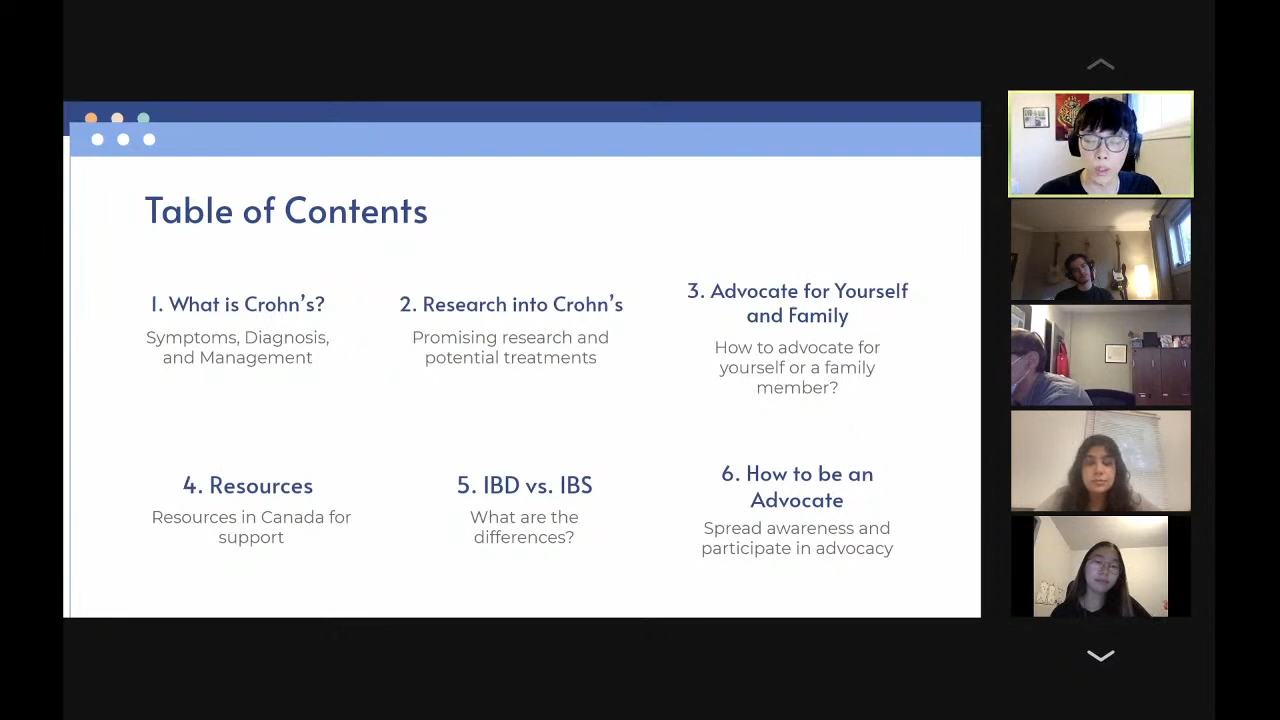 Table of Contents
1. What is Crohn's?
Symptoms, Diagnosis,
and Management
2. Research into Crohn's
Promising research and
potential treatments
3. Advocate for Yourself
and Family
How to advocate for
yourself or a family
member?
4. Resources
Resources in Canada for
support
5. IBD vs. IBS
What are the
differences?
6. How to be an
Advocate
Spread awareness and
participate in advocacy